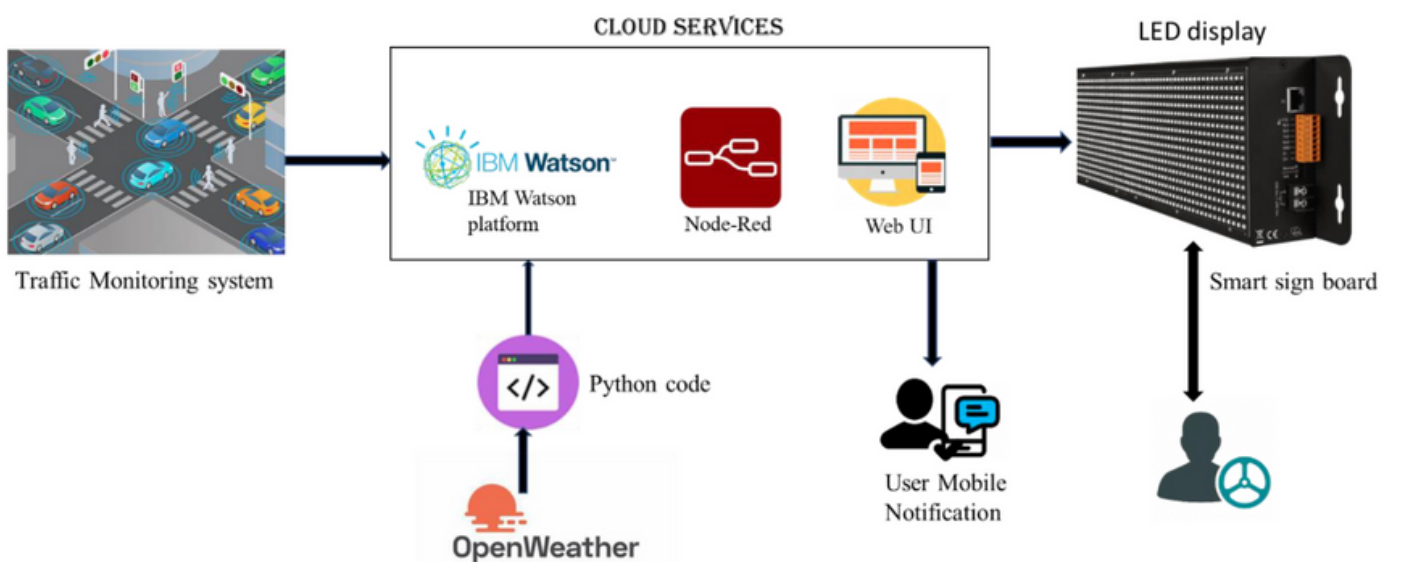 CLOUD SERVICES
LED display
IBM Watson™
IBM Watson
platform
Node-Red
Web UI
Traffic Monitoring system
Smart sign board
</>
Python code
User Mobile
Notification
OpenWeather